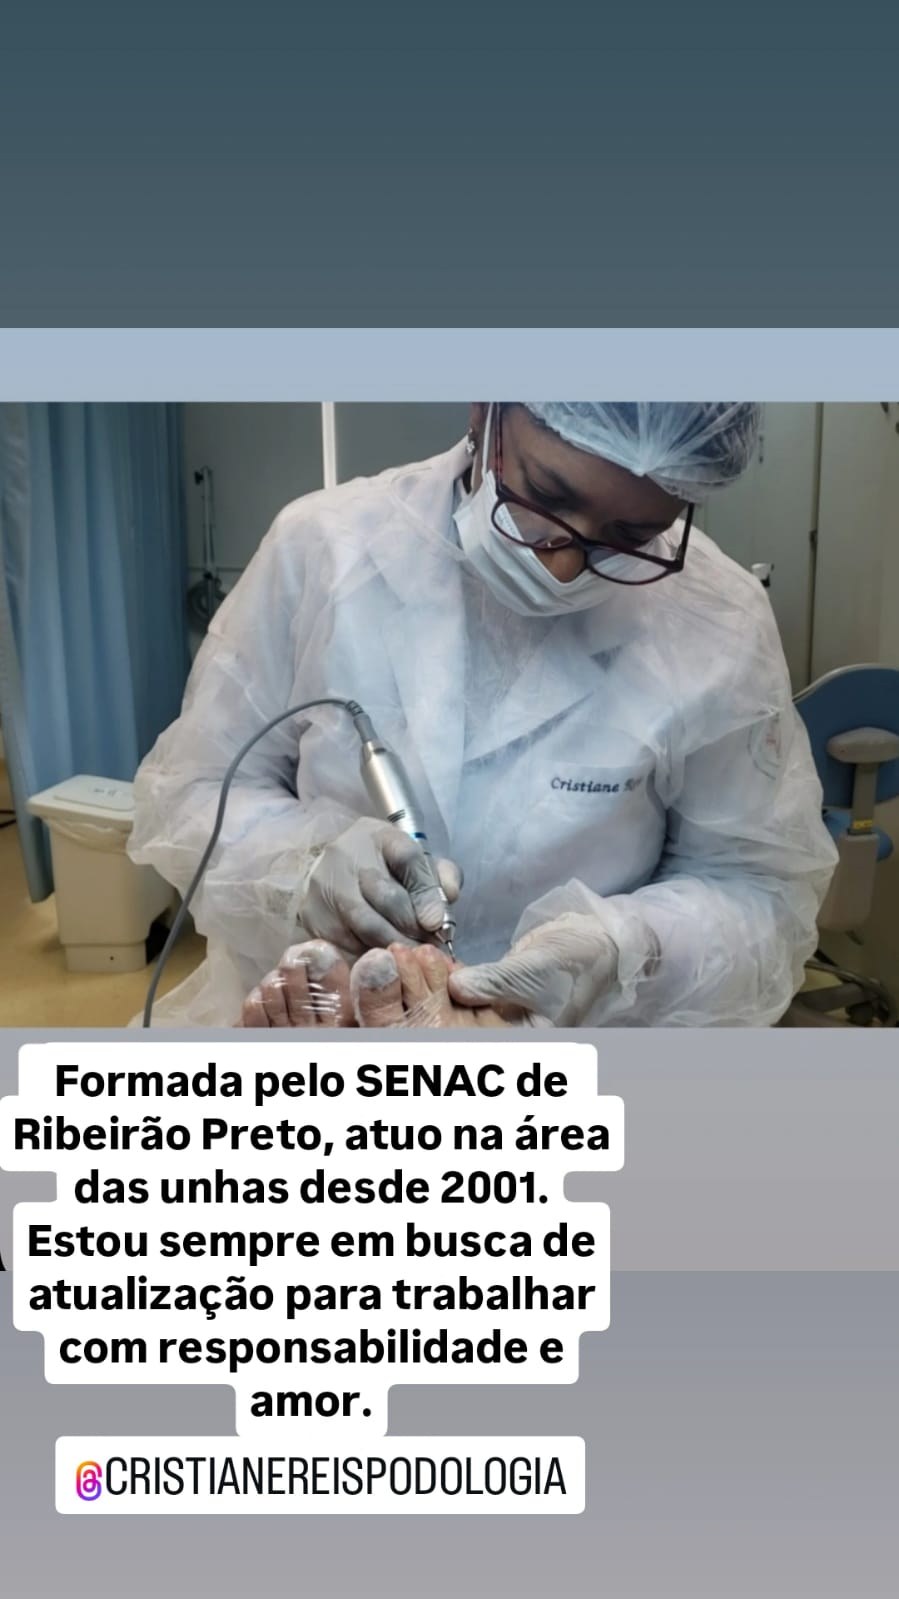 Cristiane
Formada pelo SENAC de
Ribeirão Preto, atuo na área
das unhas desde 2001.
Estou sempre em busca de
atualização para trabalhar
com responsabilidade e
amor.
@CRISTIANEREISPODOLOGIA